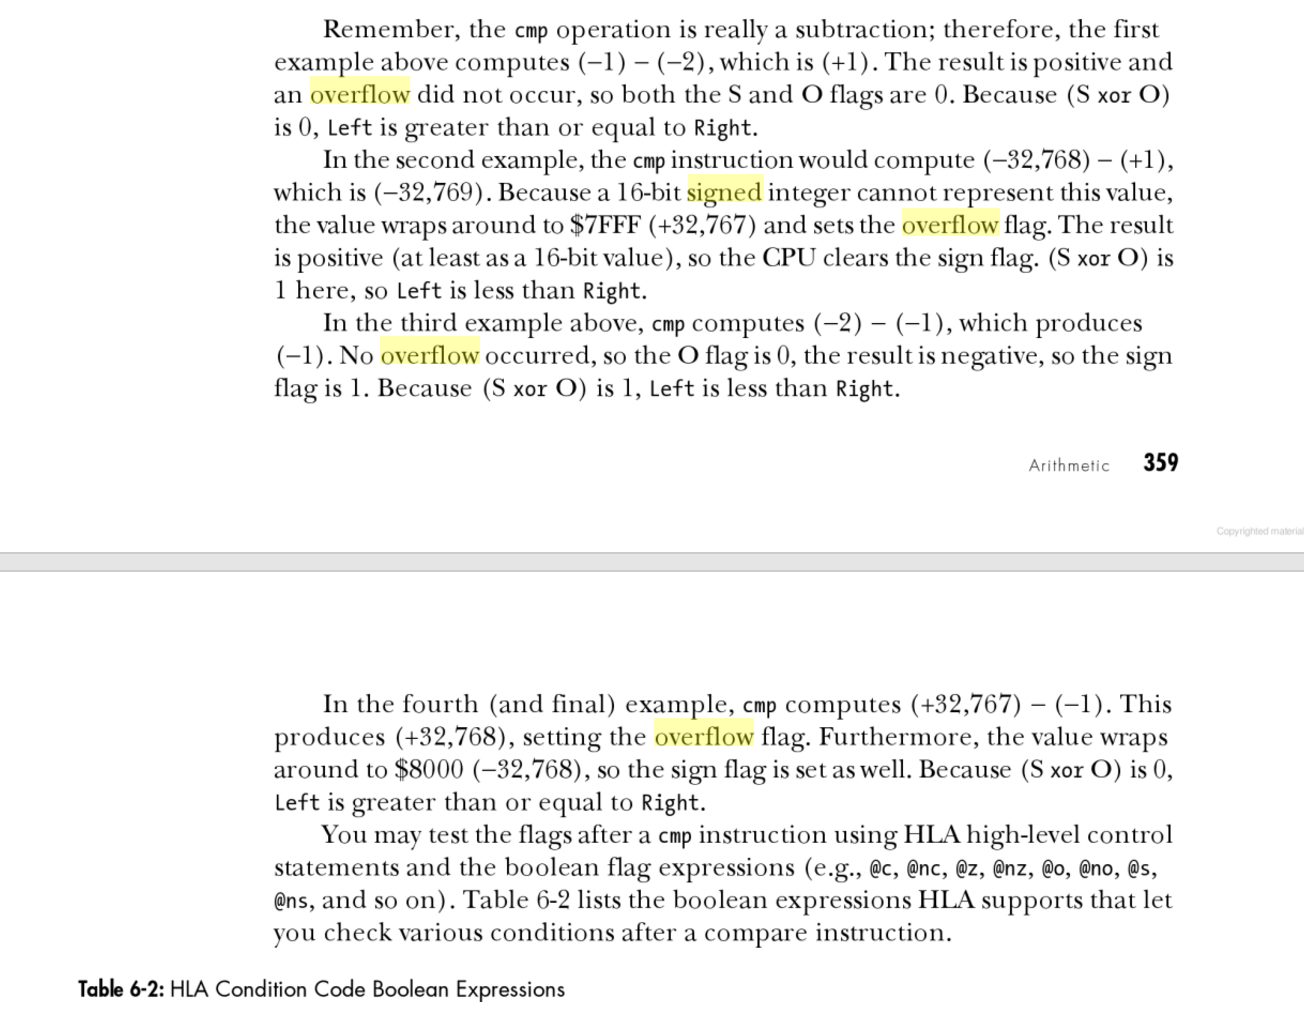 Remember, the cmp operation is really a subtraction; therefore, the first
example above computes (−1) − (−2), which is (+1). The result is positive and
an overflow did not occur, so both the S and O flags are 0. Because (S xor O)
is 0, Left is greater than or equal to Right.
In the second example, the cmp instruction would compute (−32,768) − (+1),
which is (−32,769). Because a 16-bit signed integer cannot represent this value,
the value wraps around to $7FFF (+32,767) and sets the overflow flag. The result
is positive (at least as a 16-bit value), so the CPU clears the sign flag. (S xor O) is
1 here, so Left is less than Right.
In the third example above, cmp computes (−2) − (−1), which produces
(−1). No overflow occurred, so the O flag is 0, the result is negative, so the sign
flag is 1. Because (S xor O) is 1, Left is less than Right.
Arithmetic 359
Copyrighted material
In the fourth (and final) example, cmp computes (+32,767) − (−1). This
produces (+32,768), setting the overflow flag. Furthermore, the value wraps
around to $8000 (−32,768), so the sign flag is set as well. Because (S xor O) is 0,
Left is greater than or equal to Right.
You may test the flags after a cmp instruction using HLA high-level control
statements and the boolean flag expressions (e.g., @c, @nc, @z, @nz, @o, @no, @s,
@ns, and so on). Table 6-2 lists the boolean expressions HLA supports that let
you check various conditions after a compare instruction.
Table 6-2: HLA Condition Code Boolean Expressions